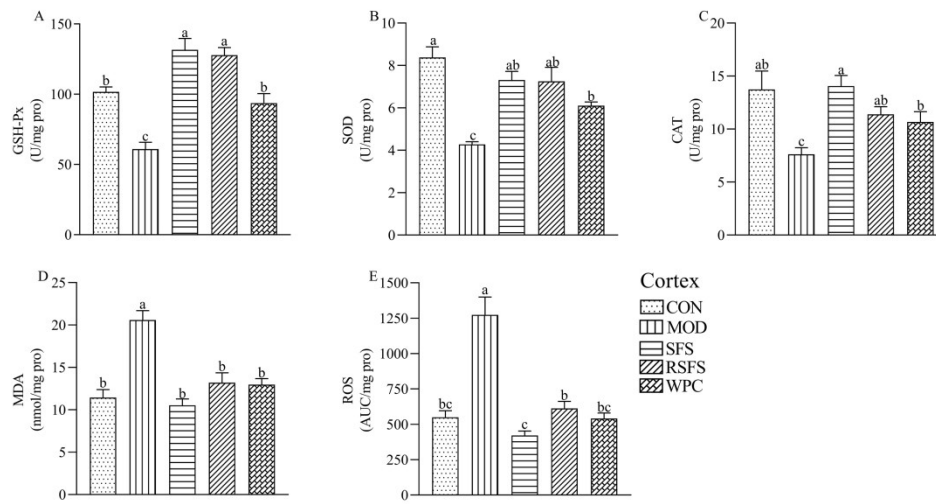 A
GSH-Px
(U/mg pro)
150
100
50
0
b
c
a
a
b
B
SOD
(U/mg pro)
10
8
6
4
2
0
a
c
ab
ab
b
C
CAT
(U/mg pro)
20
15
10
5
0
ab
c
a
ab
b
D
MDA
(nmol/mg pro)
25
20
15
10
5
0
b
a
b
b
b
E
ROS
(AUC/mg pro)
1500
1250
1000
750
500
250
0
bc
a
c
b
bc
Cortex
CON
MOD
SFS
RSFS
WPC